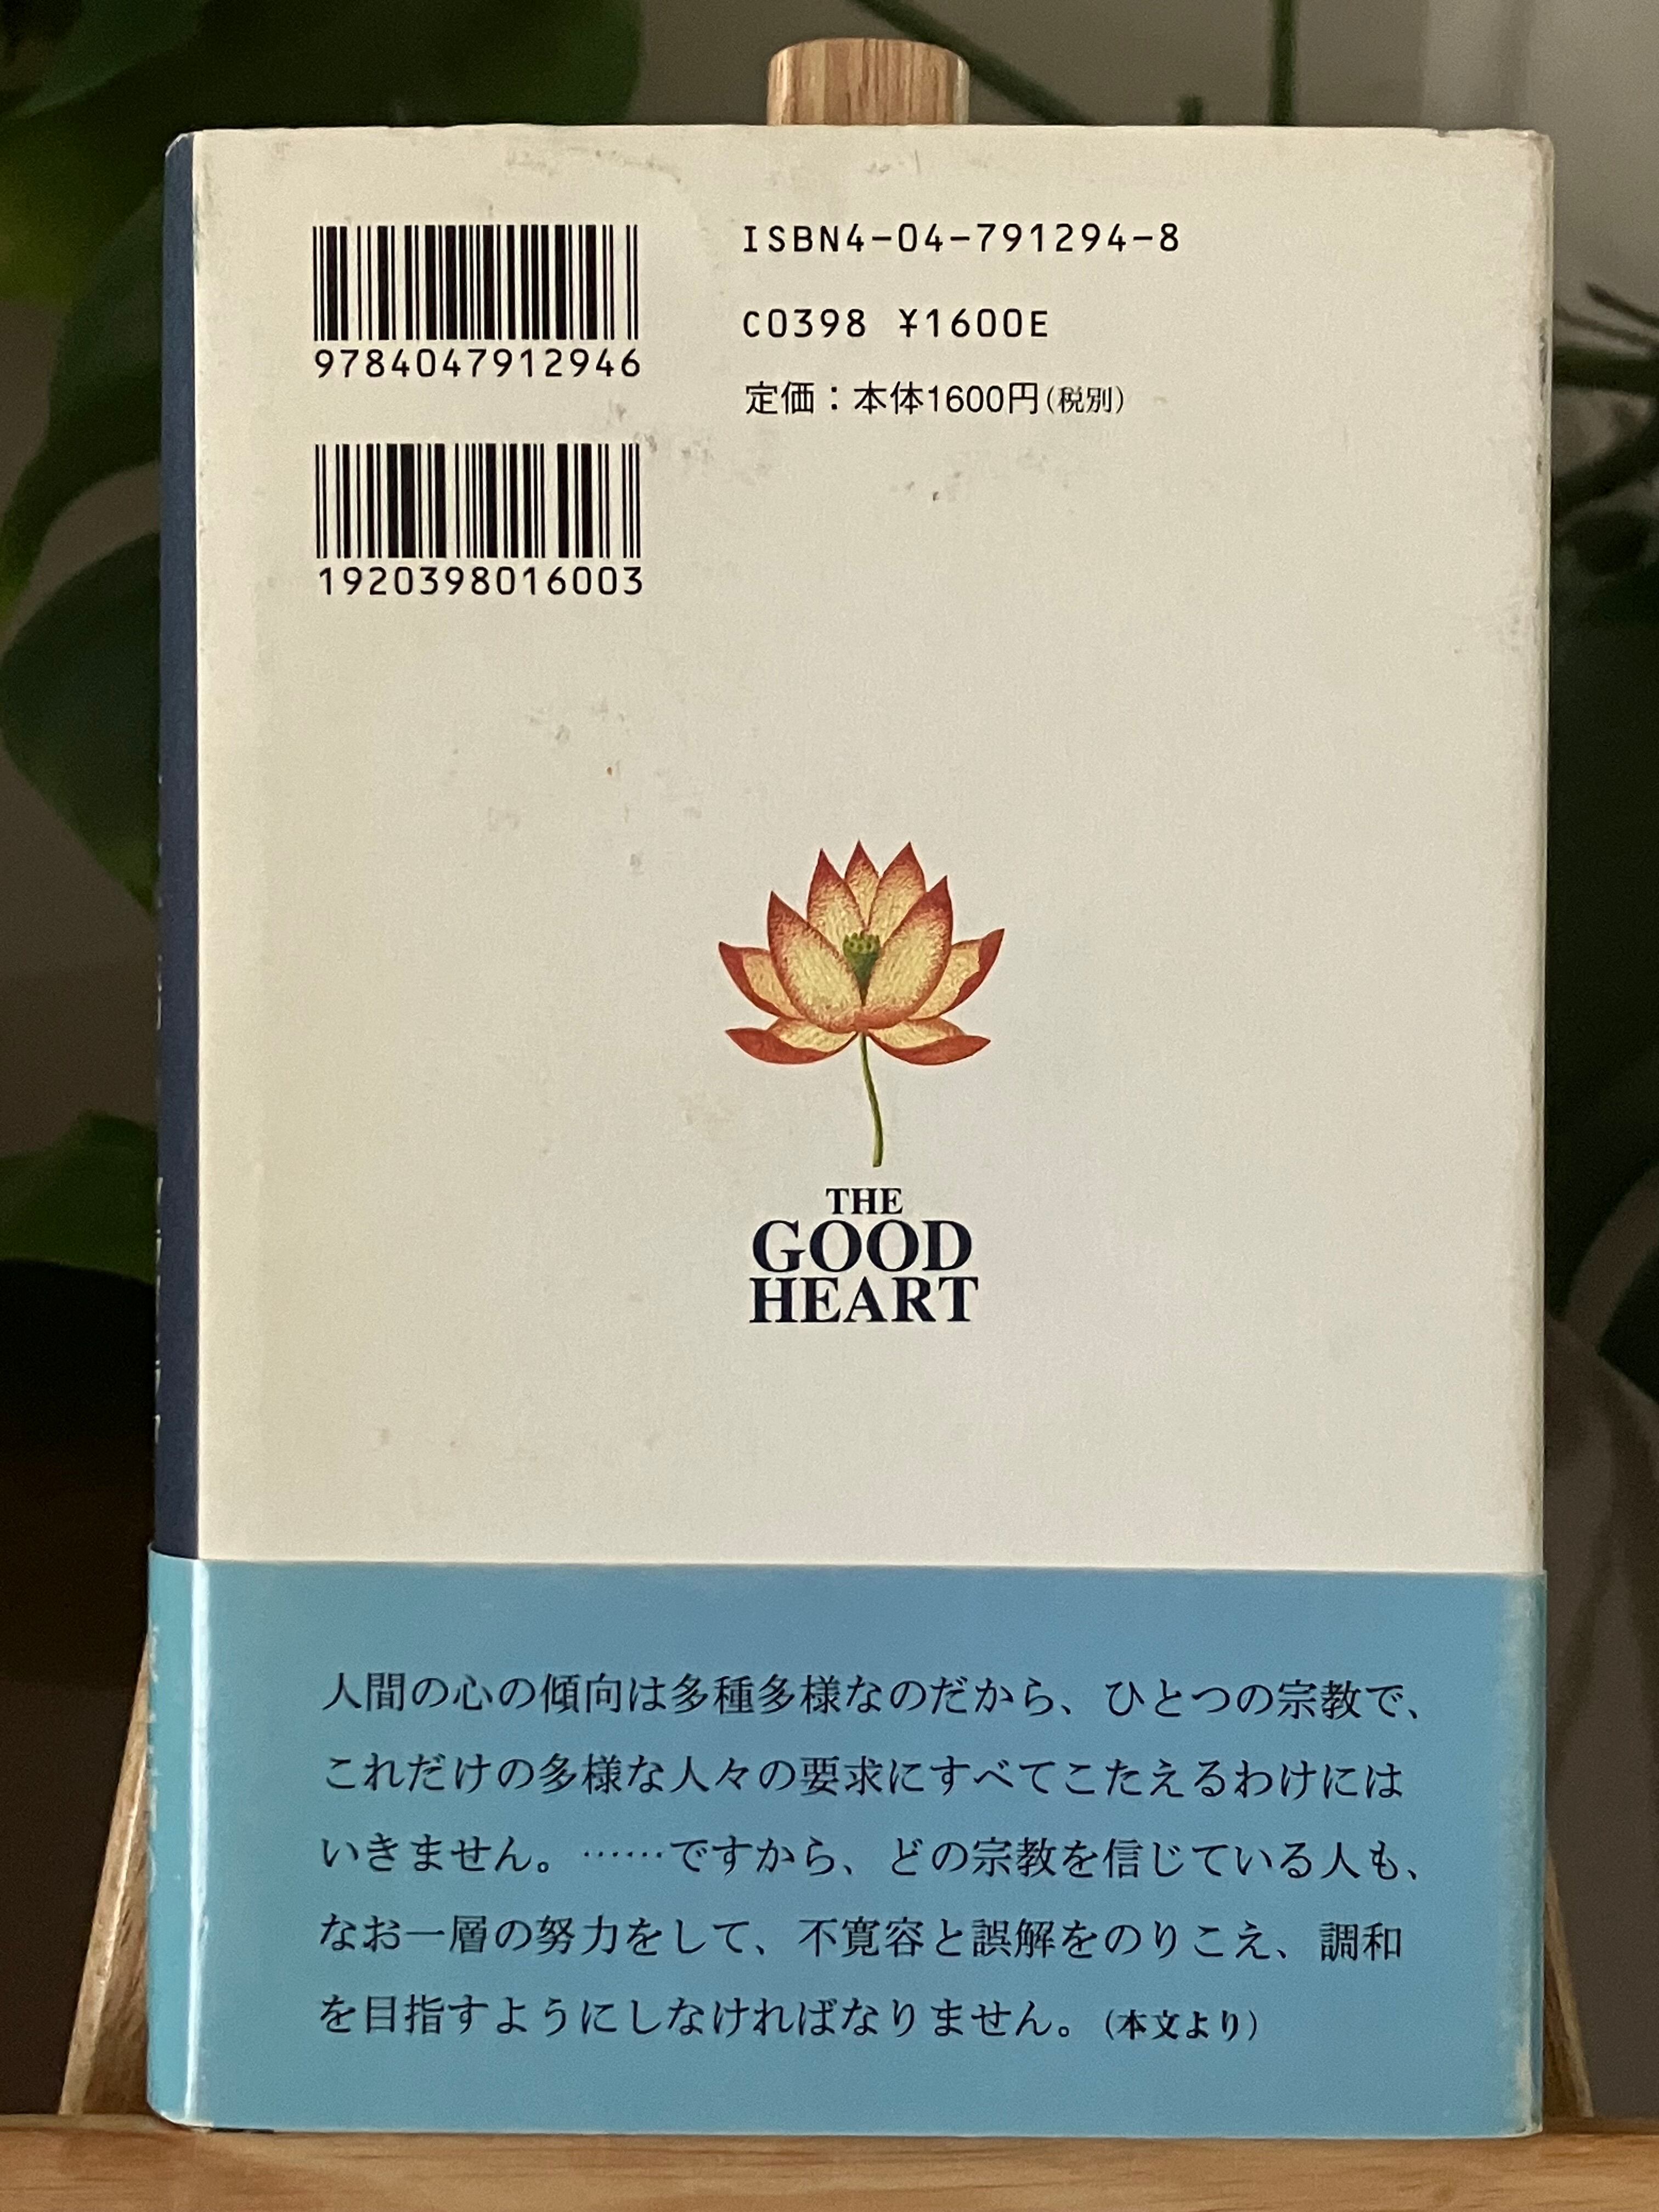 ISBN4-04-791294-8
C0398 ¥1600E
定価：本体1600円(税別)
9784047912946
1920398016003
THE
GOOD
HEART
人間の心の傾向は多種多様なのだから、ひとつの宗教で、
これだけの多様な人々の要求にすべてこたえるわけには
いきません。……ですから、どの宗教を信じている人も、
なお一層の努力をして、不寛容と誤解をのりこえ、調和
を目指すようにしなければなりません。(本文より)